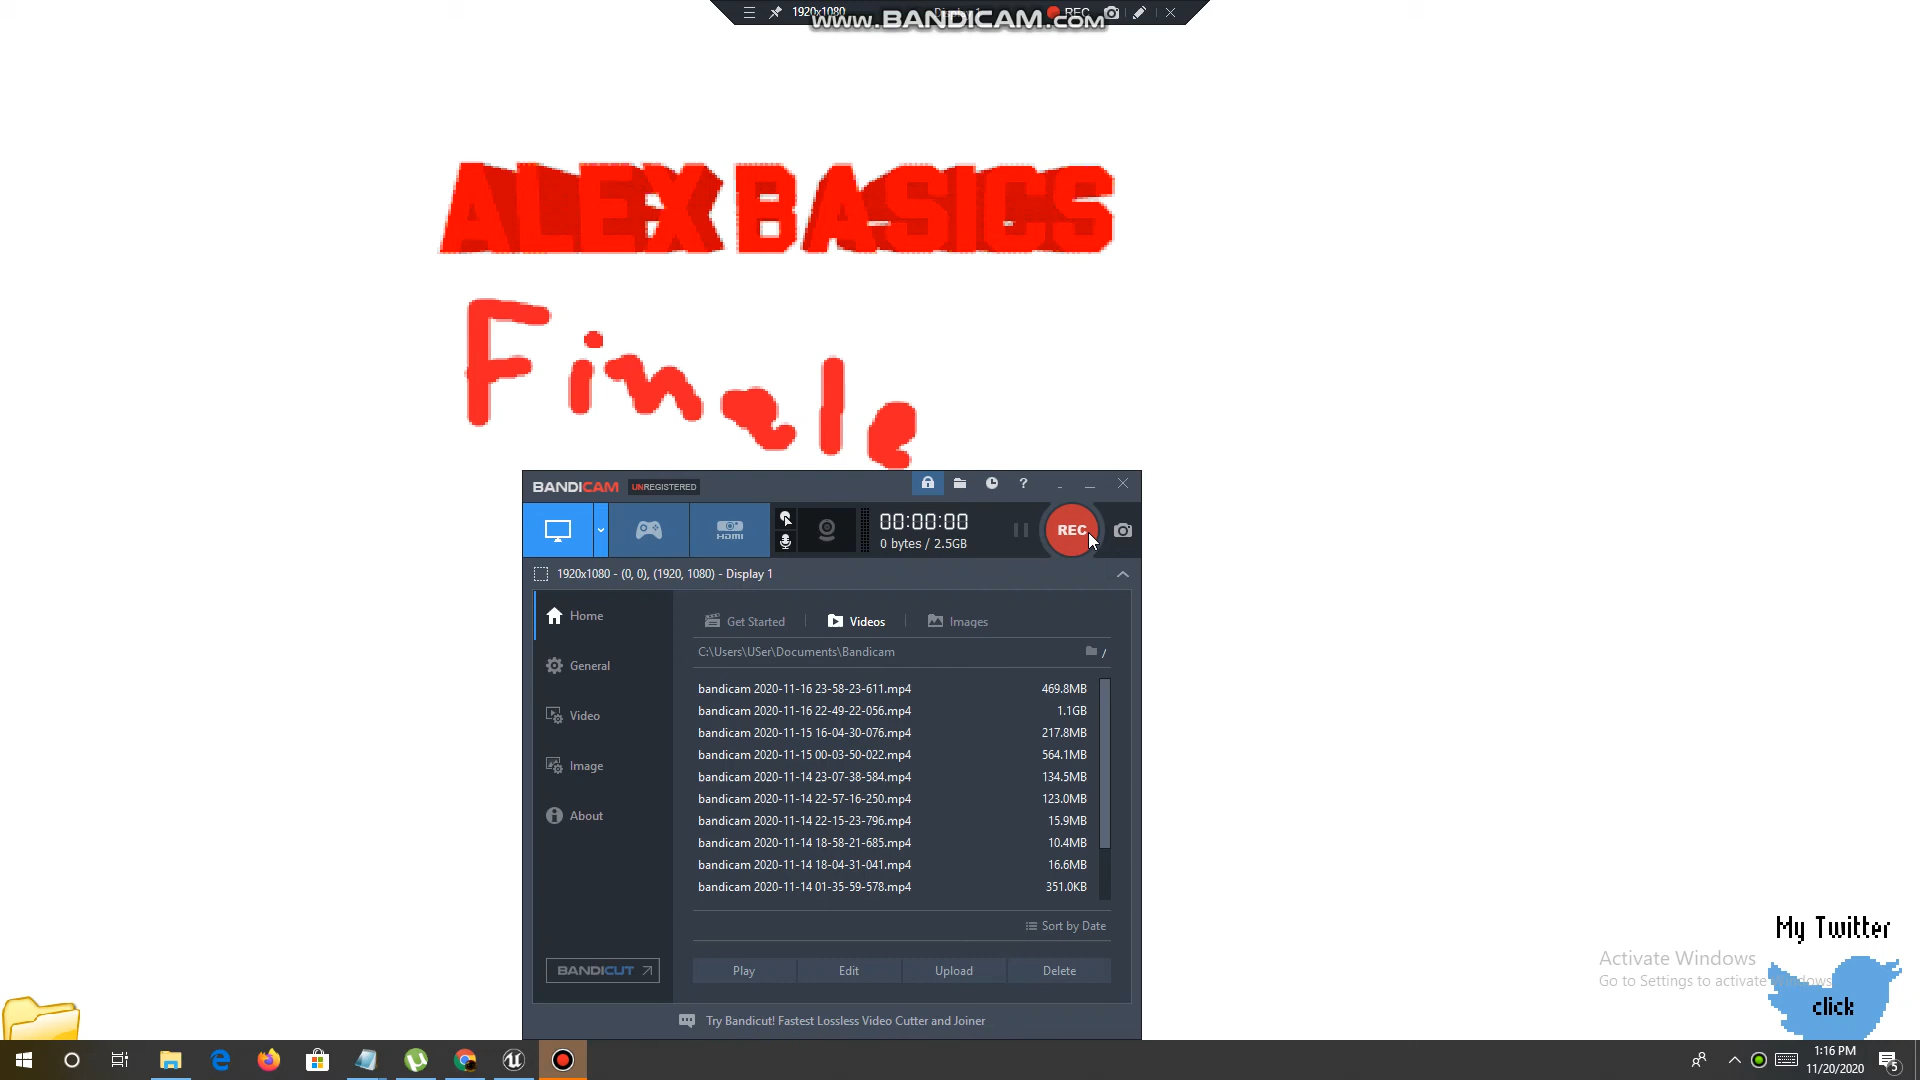 1920x1080
REC
www.BANDICAM.com
ALEX BASICS
Finale
BANDICAM UNREGISTERED
HDMI
00:00:00
0 bytes / 2.5GB
REC
1920x1080 - (0, 0), (1920, 1080) - Display 1
Home
General
Video
Image
About
Get Started
Videos
Images
C:\Users\USer\Documents\Bandicam
bandicam 2020-11-16 23-58-23-611.mp4 469.8MB
bandicam 2020-11-16 22-49-22-056.mp4 1.1GB
bandicam 2020-11-15 16-04-30-076.mp4 217.8MB
bandicam 2020-11-15 00-03-50-022.mp4 564.1MB
bandicam 2020-11-14 23-07-38-584.mp4 134.5MB
bandicam 2020-11-14 22-57-16-250.mp4 123.0MB
bandicam 2020-11-14 22-15-23-796.mp4 15.9MB
bandicam 2020-11-14 18-58-21-685.mp4 10.4MB
bandicam 2020-11-14 18-04-31-041.mp4 16.6MB
bandicam 2020-11-14 01-35-59-578.mp4 351.0KB
Sort by Date
BANDICUT
Play Edit Upload Delete
Try Bandicut! Fastest Lossless Video Cutter and Joiner
My Twitter
Activate Windows
Go to Settings to activate Windows.
click
1:16 PM
11/20/2020
5